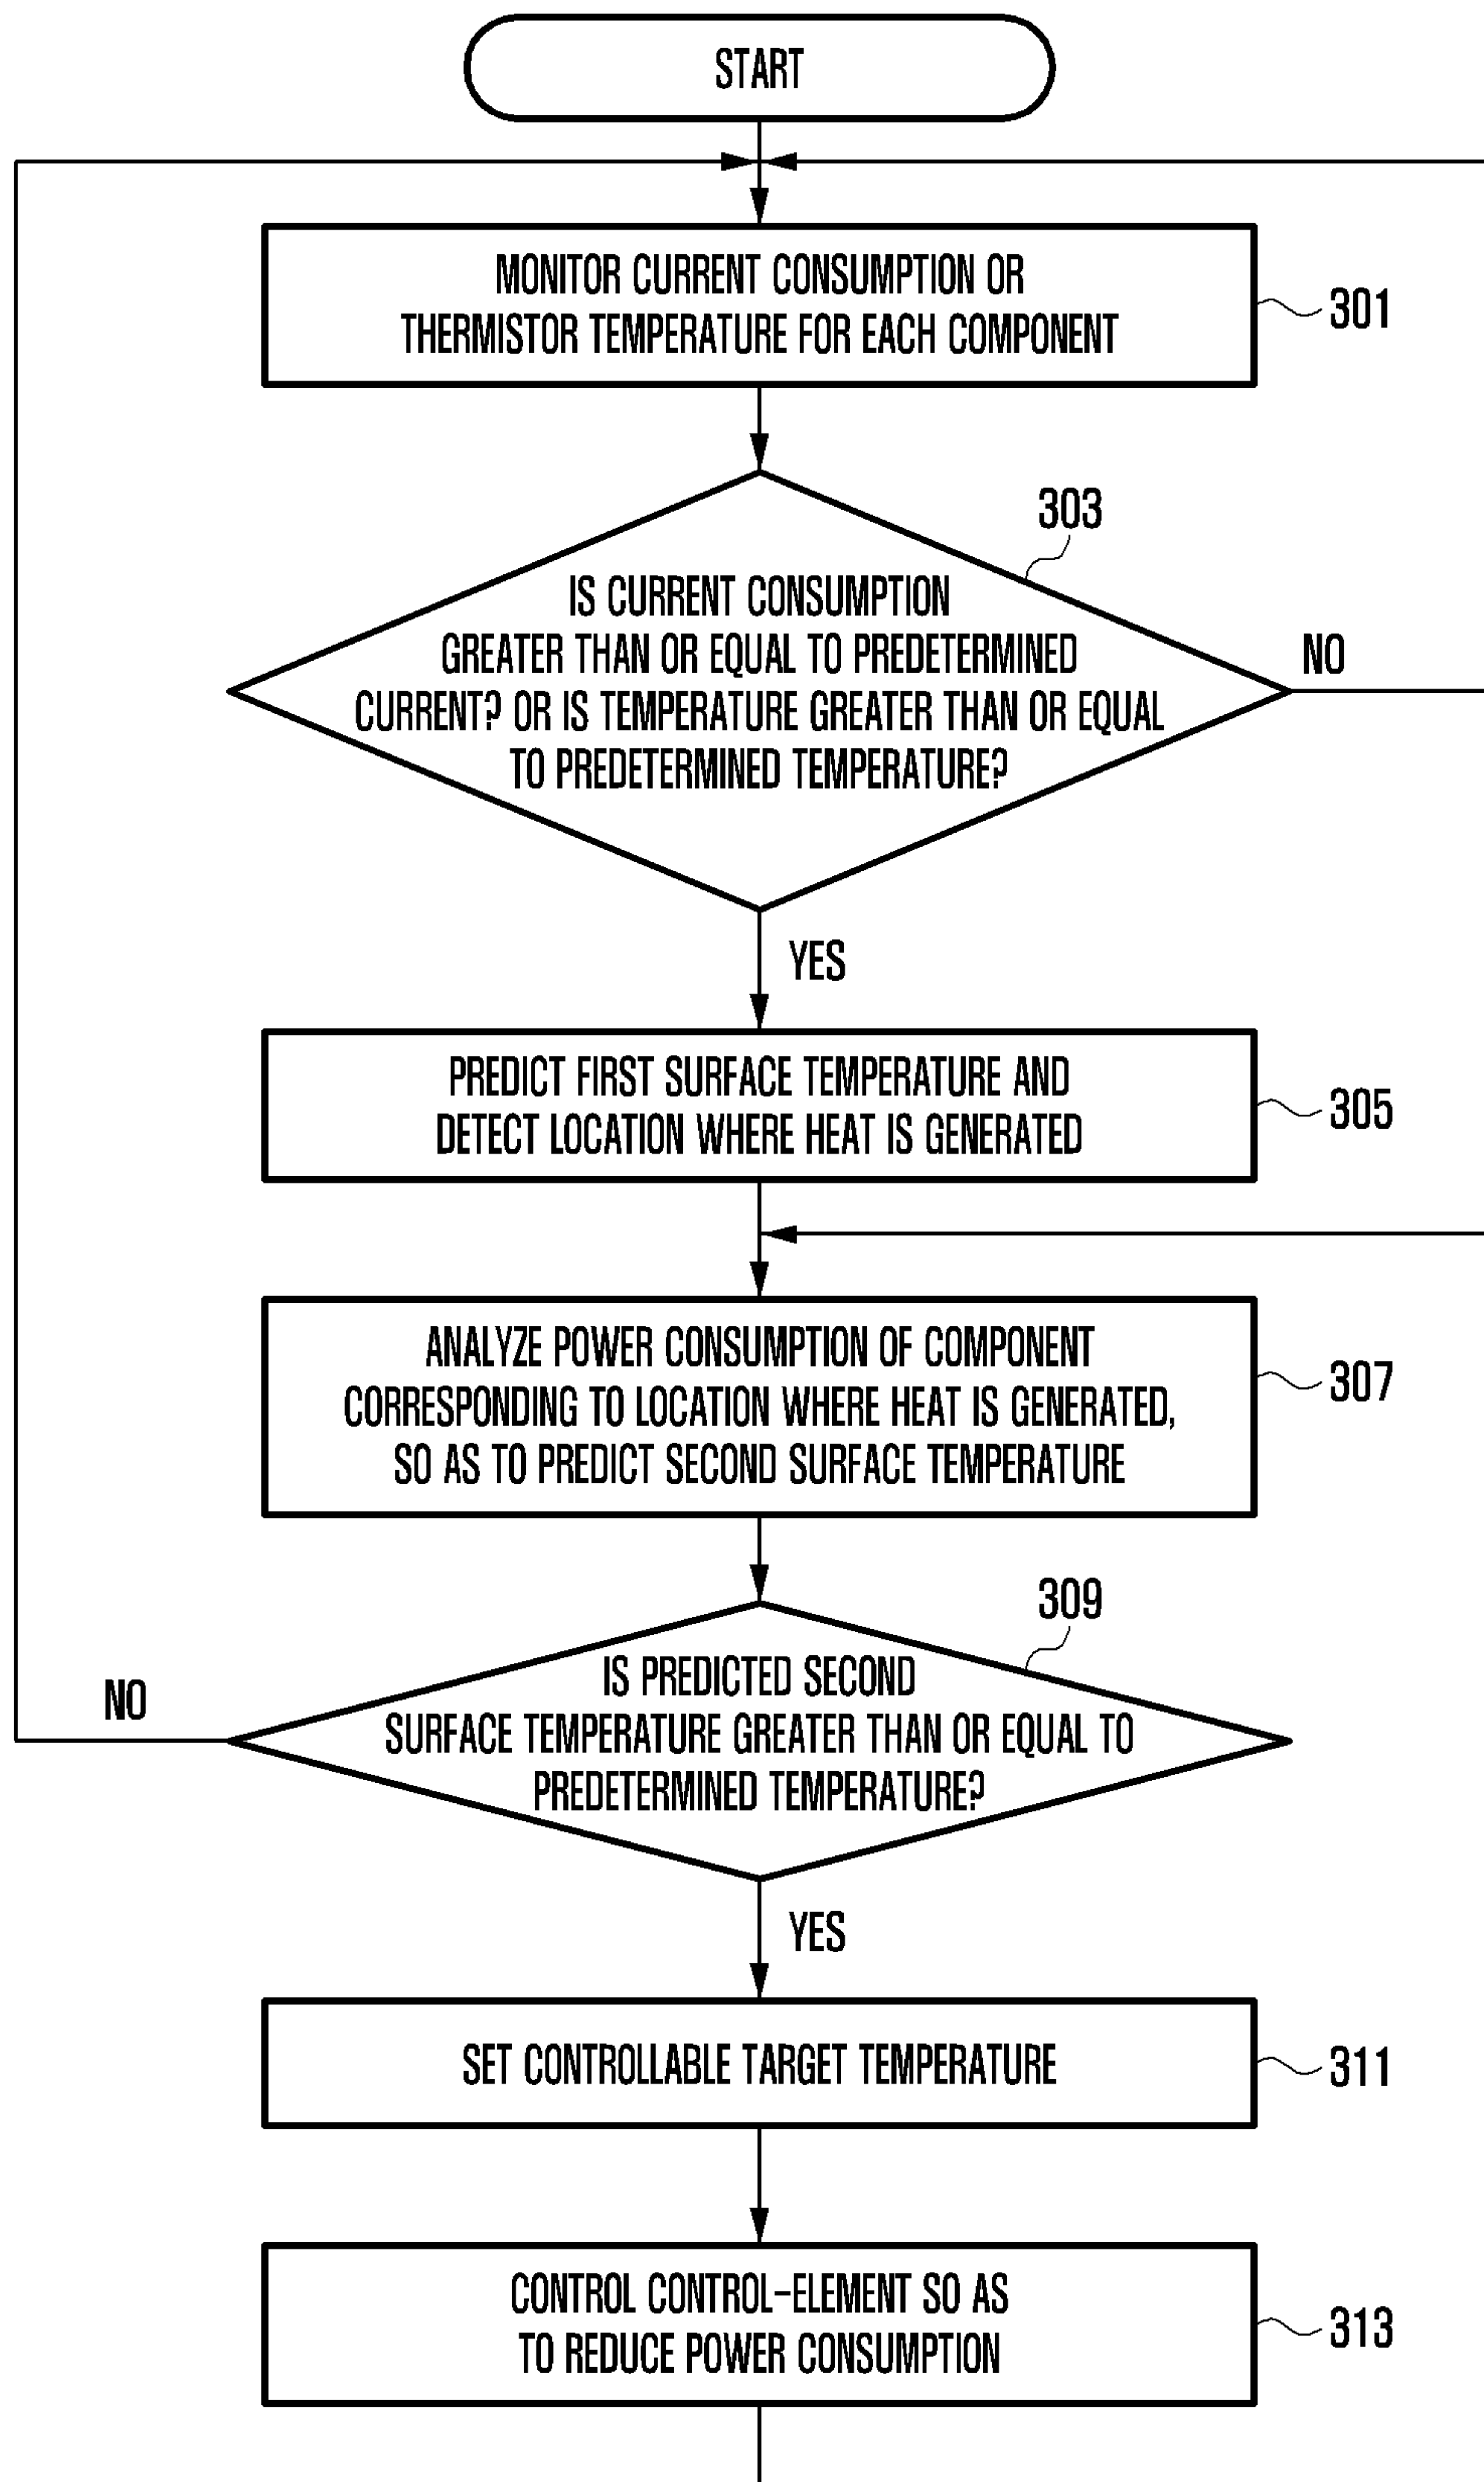 START
MONITOR CURRENT CONSUMPTION OR
THERMISTOR TEMPERATURE FOR EACH COMPONENT
301
303
IS CURRENT CONSUMPTION
GREATER THAN OR EQUAL TO PREDETERMINED
CURRENT? OR IS TEMPERATURE GREATER THAN OR EQUAL
TO PREDETERMINED TEMPERATURE?
NO
YES
PREDICT FIRST SURFACE TEMPERATURE AND
DETECT LOCATION WHERE HEAT IS GENERATED
305
ANALYZE POWER CONSUMPTION OF COMPONENT
CORRESPONDING TO LOCATION WHERE HEAT IS GENERATED,
SO AS TO PREDICT SECOND SURFACE TEMPERATURE
307
309
IS PREDICTED SECOND
SURFACE TEMPERATURE GREATER THAN OR EQUAL TO
PREDETERMINED TEMPERATURE?
NO
YES
SET CONTROLLABLE TARGET TEMPERATURE
311
CONTROL CONTROL-ELEMENT SO AS
TO REDUCE POWER CONSUMPTION
313